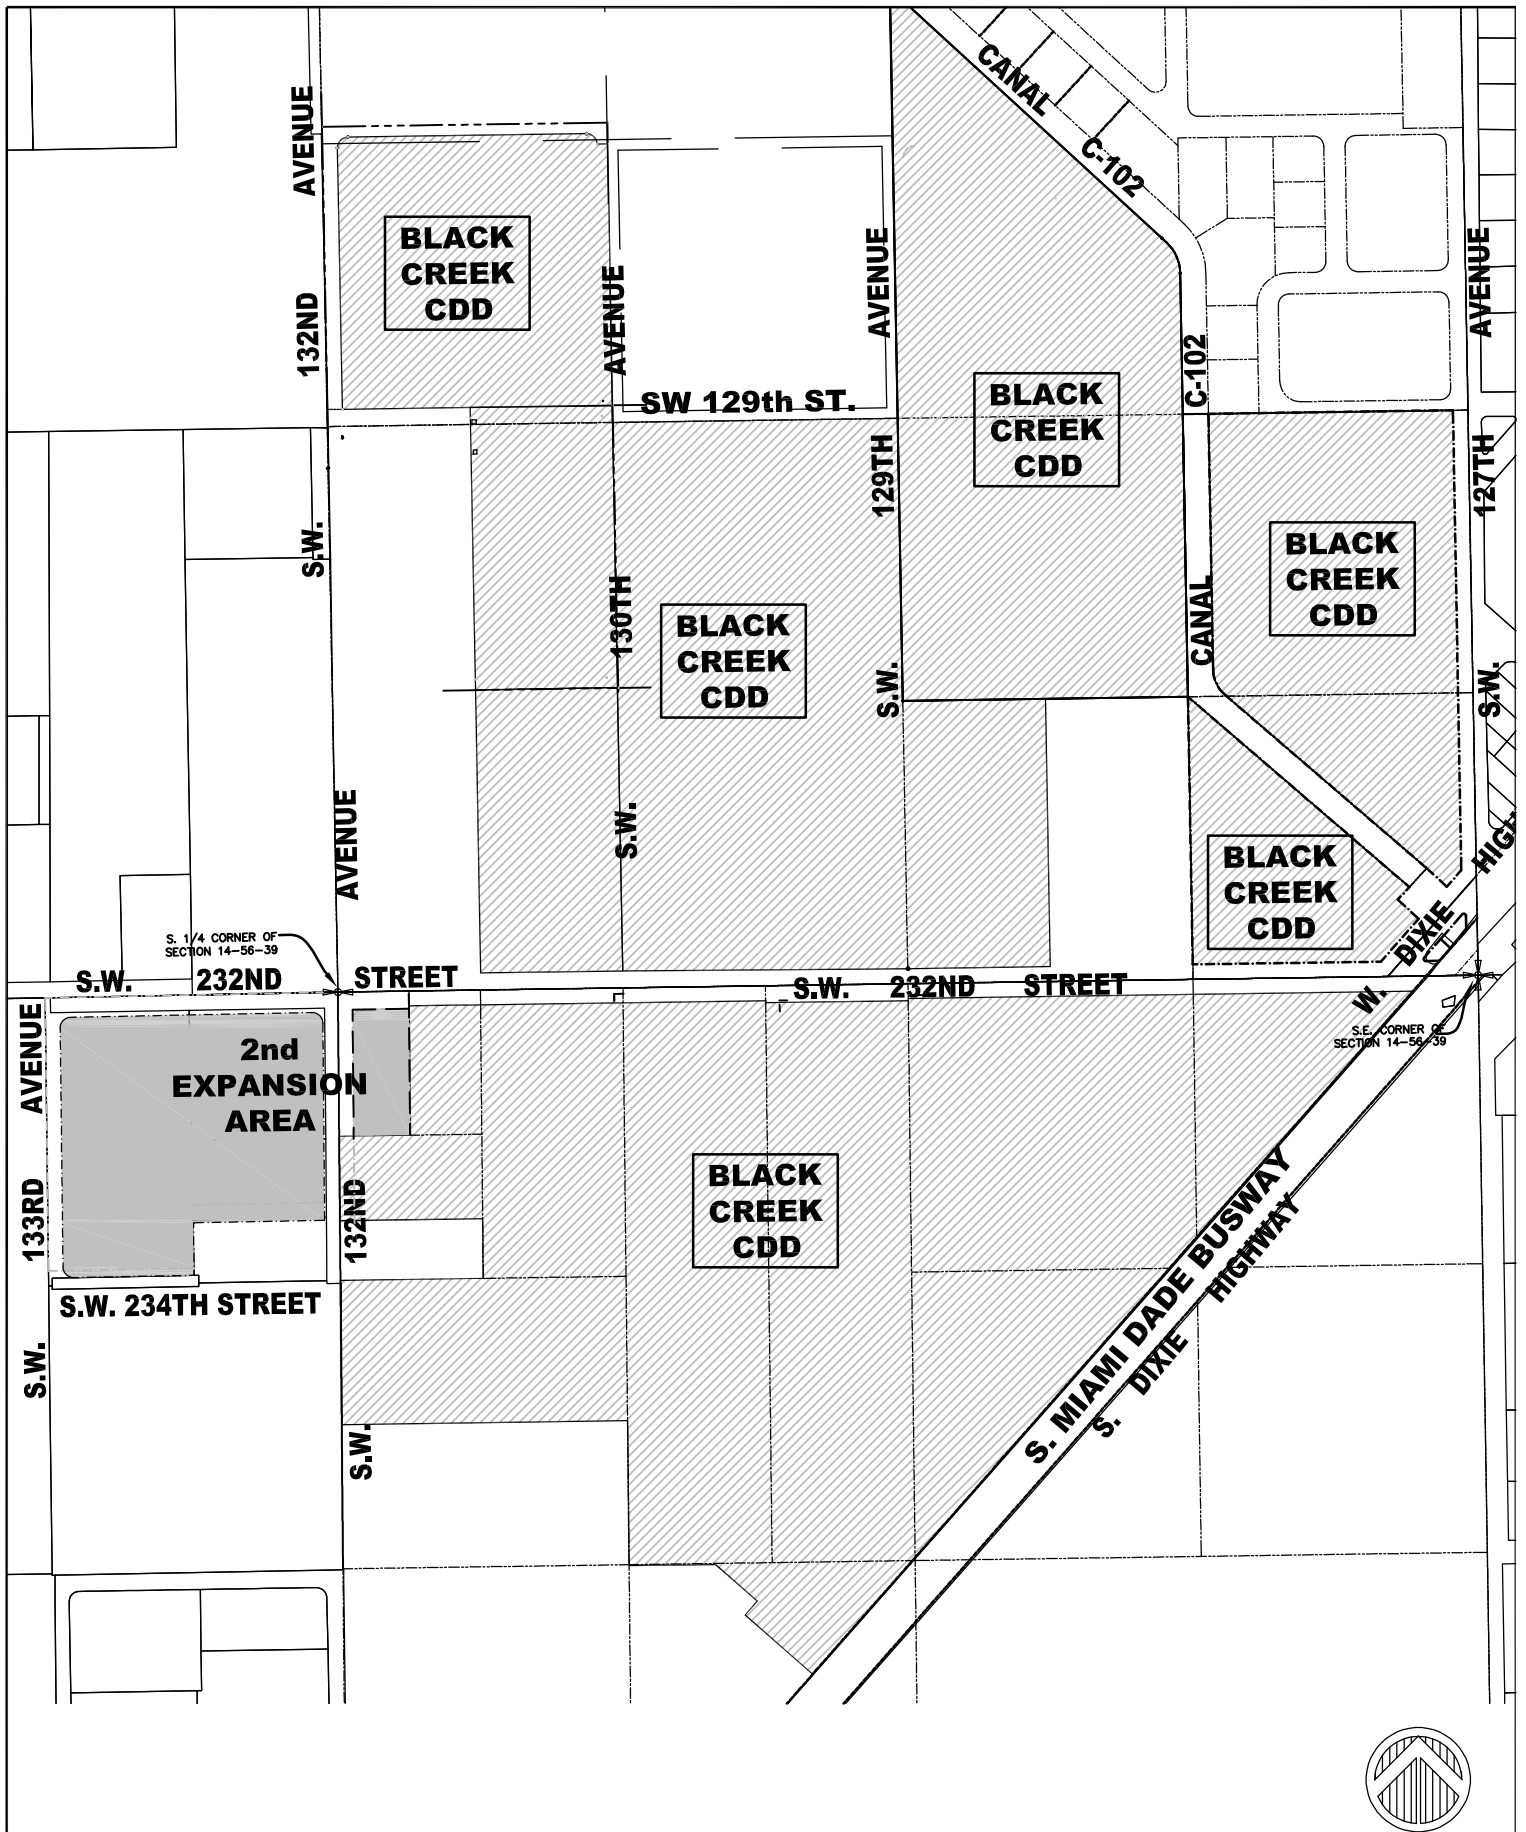 CANAL
C-102
AVENUE
132ND
S.W.
BLACK
CREEK
CDD
AVENUE
130TH
S.W.
AVENUE
129TH
S.W.
SW 129th ST.
BLACK
CREEK
CDD
C-102
CANAL
AVENUE
127TH
S.W.
BLACK
CREEK
CDD
BLACK
CREEK
CDD
BLACK
CREEK
CDD
AVENUE
S. 1/4 CORNER OF
SECTION 14-56-39
S.W. 232ND STREET
S.W. 232ND STREET
W. DIXIE HIGH
S.E. CORNER OF
SECTION 14-56-39
AVENUE
133RD
S.W.
2nd
EXPANSION
AREA
132ND
S.W.
BLACK
CREEK
CDD
S.W. 234TH STREET
S. MIAMI DADE BUSWAY
S. DIXIE HIGHWAY